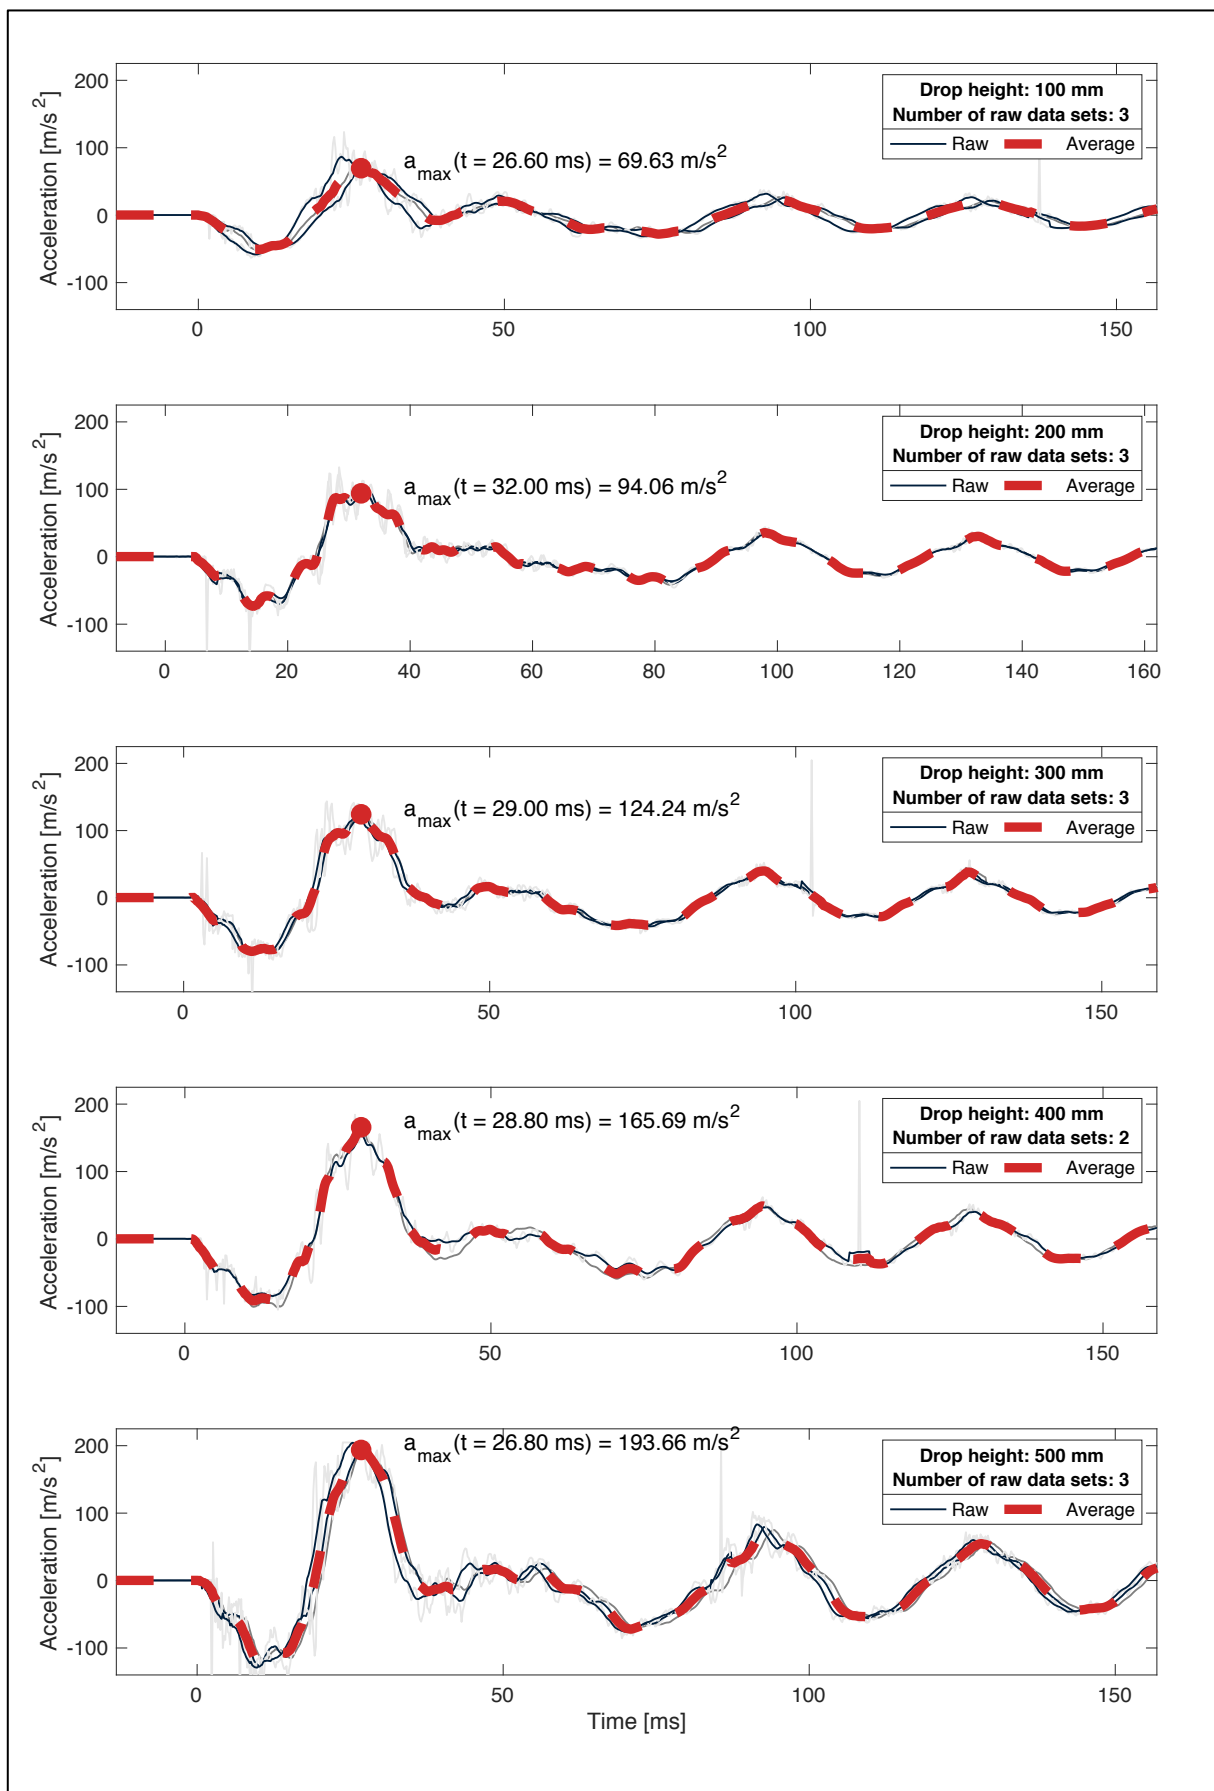 Drop height: 100 mm
Number of raw data sets: 3
Raw Average
a_max(t = 26.60 ms) = 69.63 m/s²
Acceleration [m/s²]
200
100
0
-100
0 50 100 150
Drop height: 200 mm
Number of raw data sets: 3
Raw Average
a_max(t = 32.00 ms) = 94.06 m/s²
Acceleration [m/s²]
200
100
0
-100
0 20 40 60 80 100 120 140 160
Drop height: 300 mm
Number of raw data sets: 3
Raw Average
a_max(t = 29.00 ms) = 124.24 m/s²
Acceleration [m/s²]
200
100
0
-100
0 50 100 150
Drop height: 400 mm
Number of raw data sets: 2
Raw Average
a_max(t = 28.80 ms) = 165.69 m/s²
Acceleration [m/s²]
200
100
0
-100
0 50 100 150
a_max(t = 26.80 ms) = 193.66 m/s²
Drop height: 500 mm
Number of raw data sets: 3
Raw Average
Acceleration [m/s²]
200
100
0
-100
0 50 100 150
Time [ms]